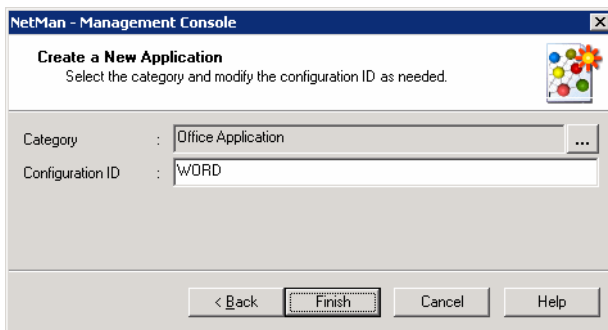 NetMan - Management Console
Create a New Application
Select the category and modify the configuration ID as needed.
Category : Office Application ...
Configuration ID : WORD
< Back Finish Cancel Help